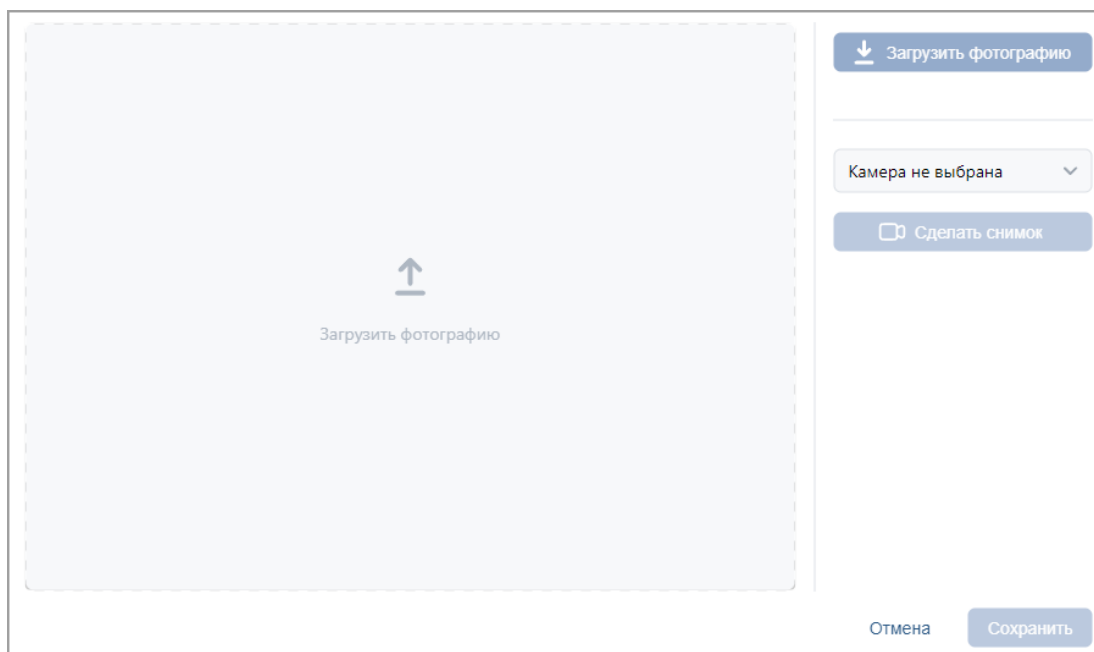 Загрузить фотографию
Загрузить фотографию
Камера не выбрана
Сделать снимок
Отмена
Сохранить